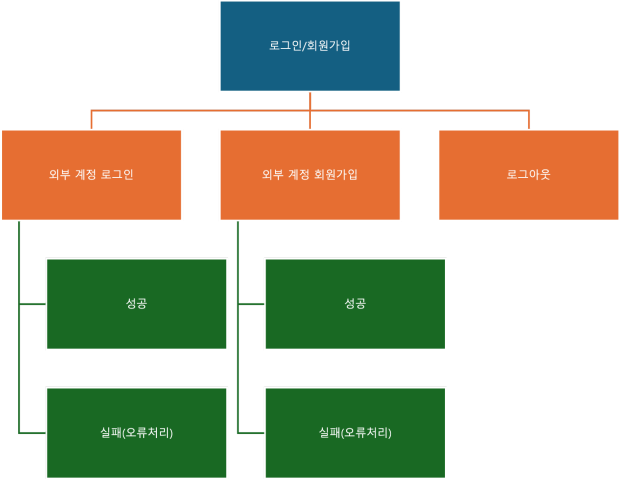 로그인/회원가입
외부 계정 로그인
외부 계정 회원가입
로그아웃
성공
성공
실패(오류처리)
실패(오류처리)